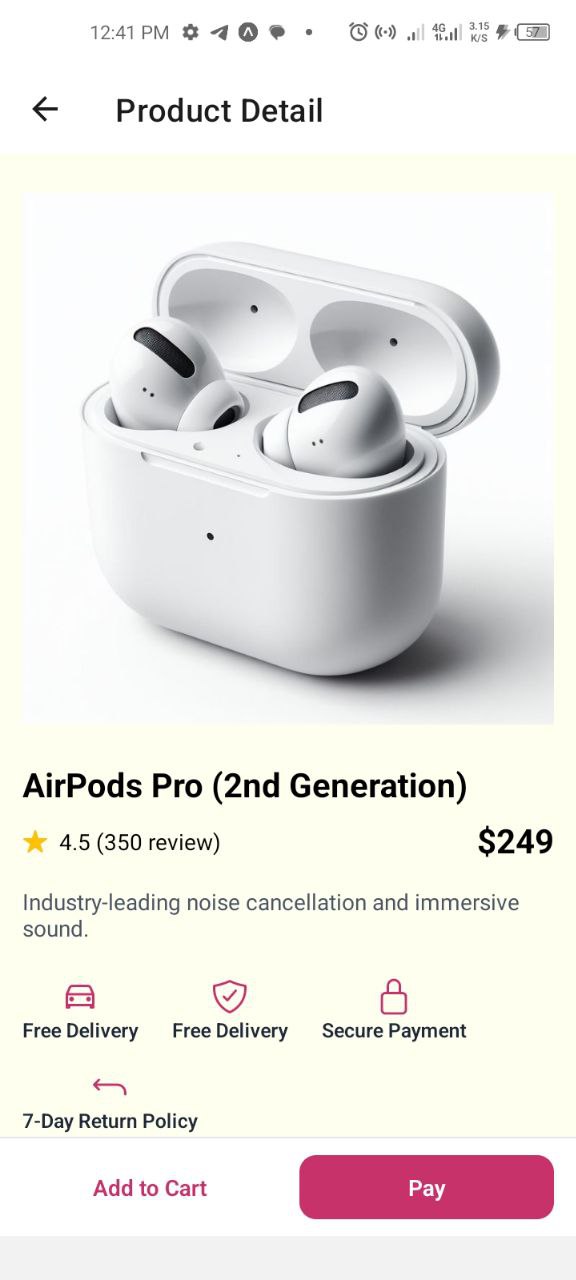 12:41 PM 4G 3.15 K/S 57
Product Detail
AirPods Pro (2nd Generation)
4.5 (350 review) $249
Industry-leading noise cancellation and immersive
sound.
Free Delivery Free Delivery Secure Payment
7-Day Return Policy
Add to Cart Pay